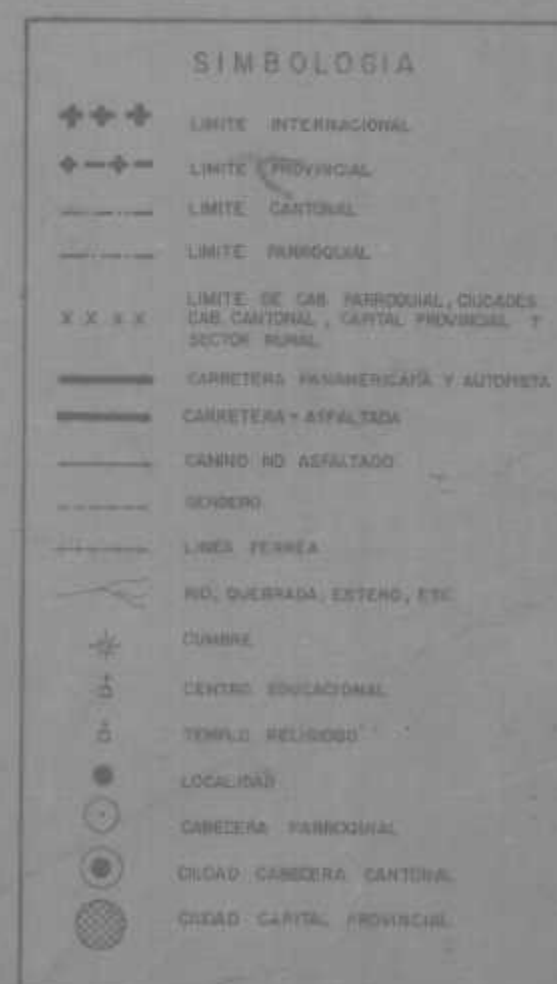 SIMBOLOGIA
LIMITE INTERNACIONAL
LIMITE PROVINCIAL
LIMITE CANTONAL
LIMITE PARROQUIAL
LIMITE DE CAB. PARROQUIAL, CIUDADES
CAB. CANTONAL, CAPITAL PROVINCIAL Y
SECTOR RURAL
CARRETERA PANAMERICANA Y AUTOPISTA
CARRETERA ASFALTADA
CAMINO NO ASFALTADO
SENDERO
LINEA FERREA
RIO, QUEBRADA, ESTERO, ETC.
CUMBRE
CENTRO EDUCACIONAL
TEMPLO RELIGIOSO
LOCALIDAD
CABECERA PARROQUIAL
CIUDAD CABECERA CANTONAL
CIUDAD CAPITAL PROVINCIAL